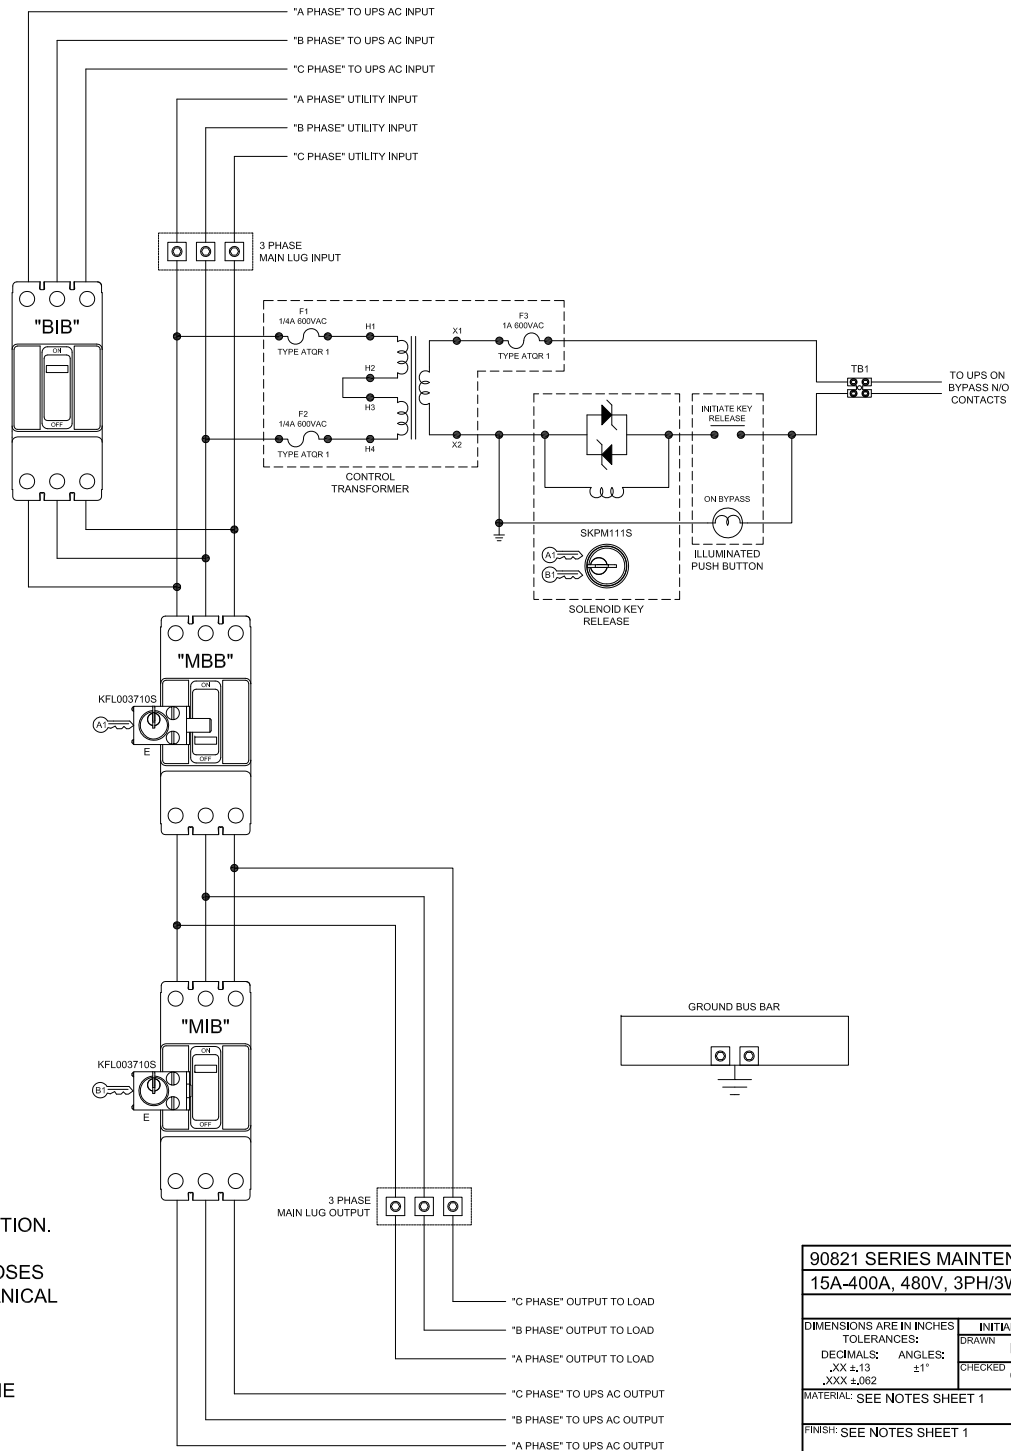 "A PHASE" TO UPS AC INPUT
"B PHASE" TO UPS AC INPUT
"C PHASE" TO UPS AC INPUT
"A PHASE" UTILITY INPUT
"B PHASE" UTILITY INPUT
"C PHASE" UTILITY INPUT
3 PHASE
MAIN LUG INPUT
"BIB"
ON
OFF
F1
1/4A 600VAC
TYPE ATQR 1
H1
H2
H3
H4
F2
1/4A 600VAC
TYPE ATQR 1
CONTROL
TRANSFORMER
X1
X2
F3
1A 600VAC
TYPE ATQR 1
TB1
TO UPS ON
BYPASS N/O
CONTACTS
INITIATE KEY
RELEASE
ON BYPASS
ILLUMINATED
PUSH BUTTON
SKPM111S
A1
B1
SOLENOID KEY
RELEASE
"MBB"
ON
OFF
KFL003710S
A1
E
"MIB"
ON
OFF
KFL003710S
B1
E
GROUND BUS BAR
3 PHASE
MAIN LUG OUTPUT
"C PHASE" OUTPUT TO LOAD
"B PHASE" OUTPUT TO LOAD
"A PHASE" OUTPUT TO LOAD
"C PHASE" TO UPS AC OUTPUT
"B PHASE" TO UPS AC OUTPUT
"A PHASE" TO UPS AC OUTPUT
TION.
OSES
ANICAL
IE
90821 SERIES MAINTEN
15A-400A, 480V, 3PH/3W
DIMENSIONS ARE IN INCHES
TOLERANCES:
DECIMALS: ANGLES:
.XX ±.13 ±1°
.XXX ±.062
INITIA
DRAWN
CHECKED
MATERIAL: SEE NOTES SHEET 1
FINISH: SEE NOTES SHEET 1